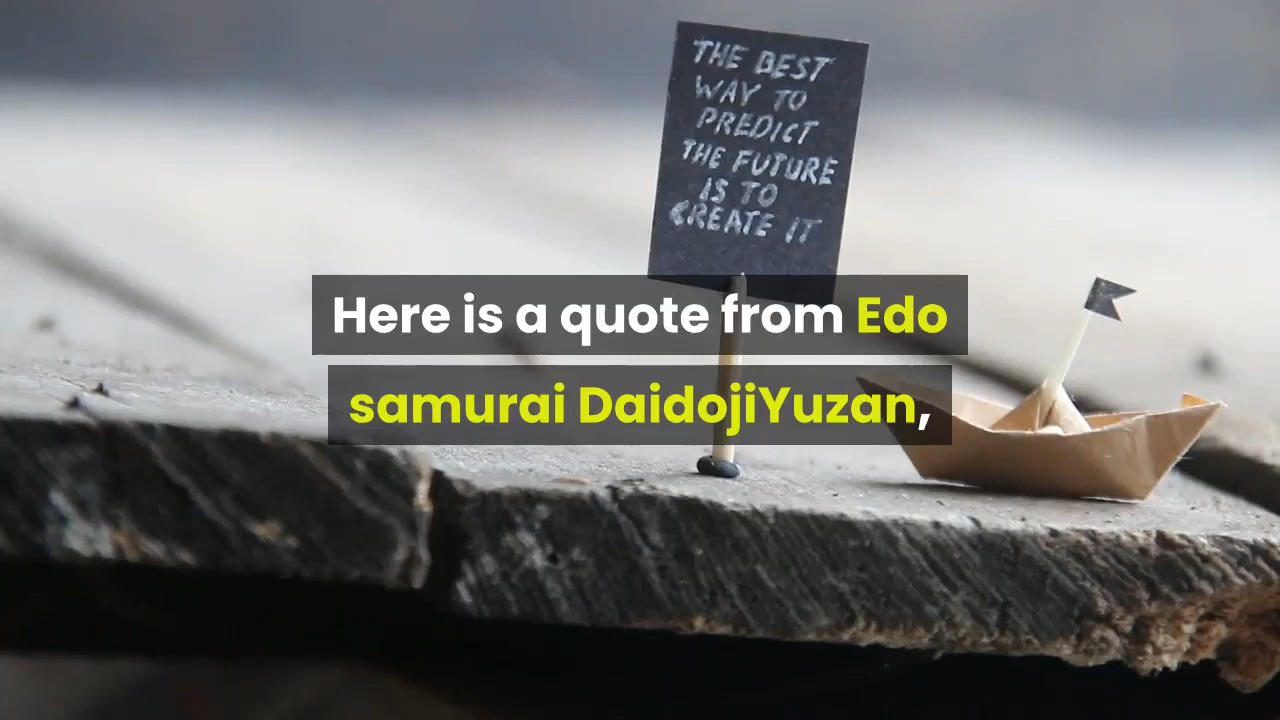 THE BEST
WAY TO
PREDICT
THE FUTURE
IS TO
CREATE IT
Here is a quote from Edo
samurai DaidojiYuzan,